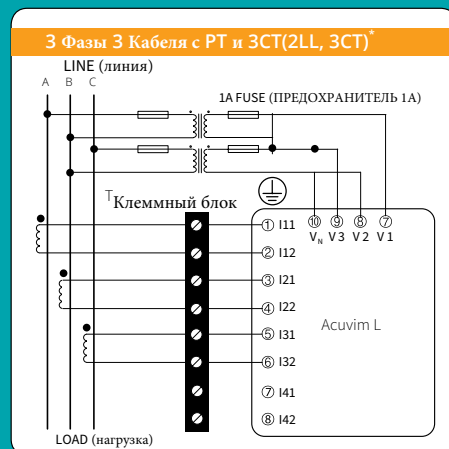 3 Фазы 3 Кабеля с PT и 3CT(2LL, 3CT)*
LINE (линия)
A B C
1A FUSE (ПРЕДОХРАНИТЕЛЬ 1А)
TКлеммный блок
① I11
⑩ ⑨ ⑧ ⑦
VN V3 V2 V1
② I12
③ I21
④ I22
Acuvim L
⑤ I31
⑥ I32
⑦ I41
⑧ I42
LOAD (нагрузка)